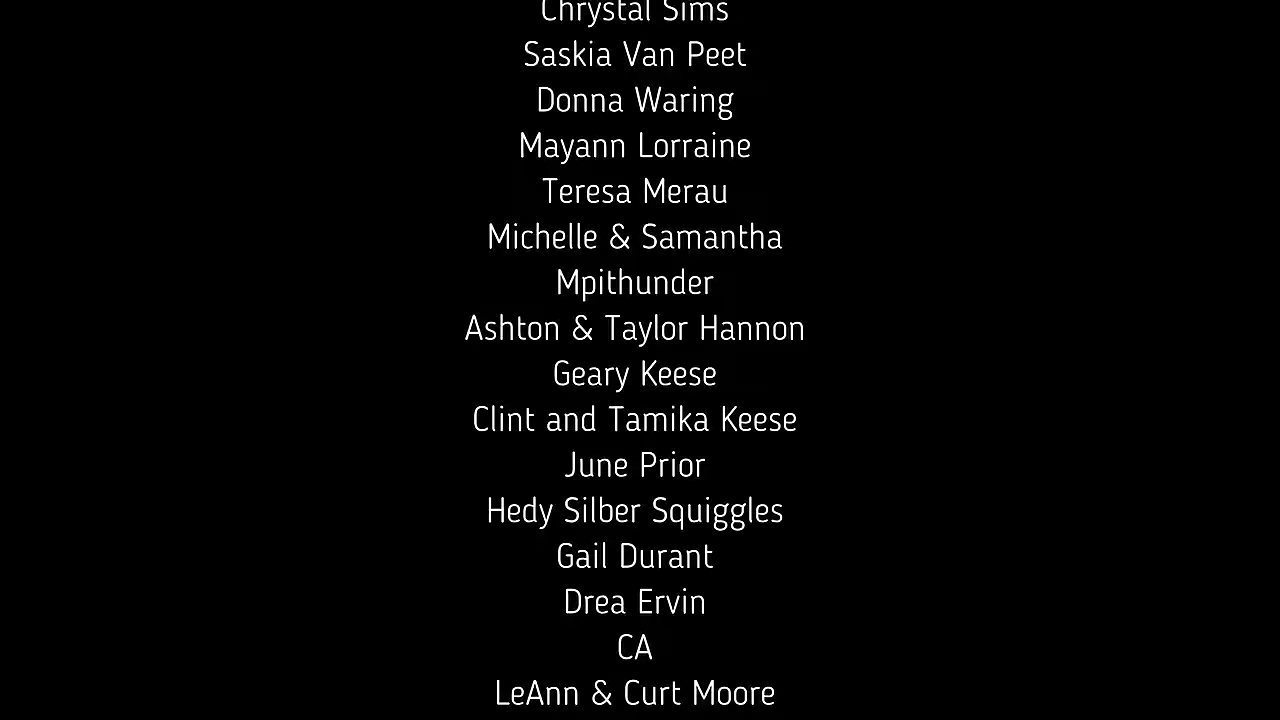 Chrystal Sims
Saskia Van Peet
Donna Waring
Mayann Lorraine
Teresa Merau
Michelle & Samantha
Mpithunder
Ashton & Taylor Hannon
Geary Keese
Clint and Tamika Keese
June Prior
Hedy Silber Squiggles
Gail Durant
Drea Ervin
CA
LeAnn & Curt Moore